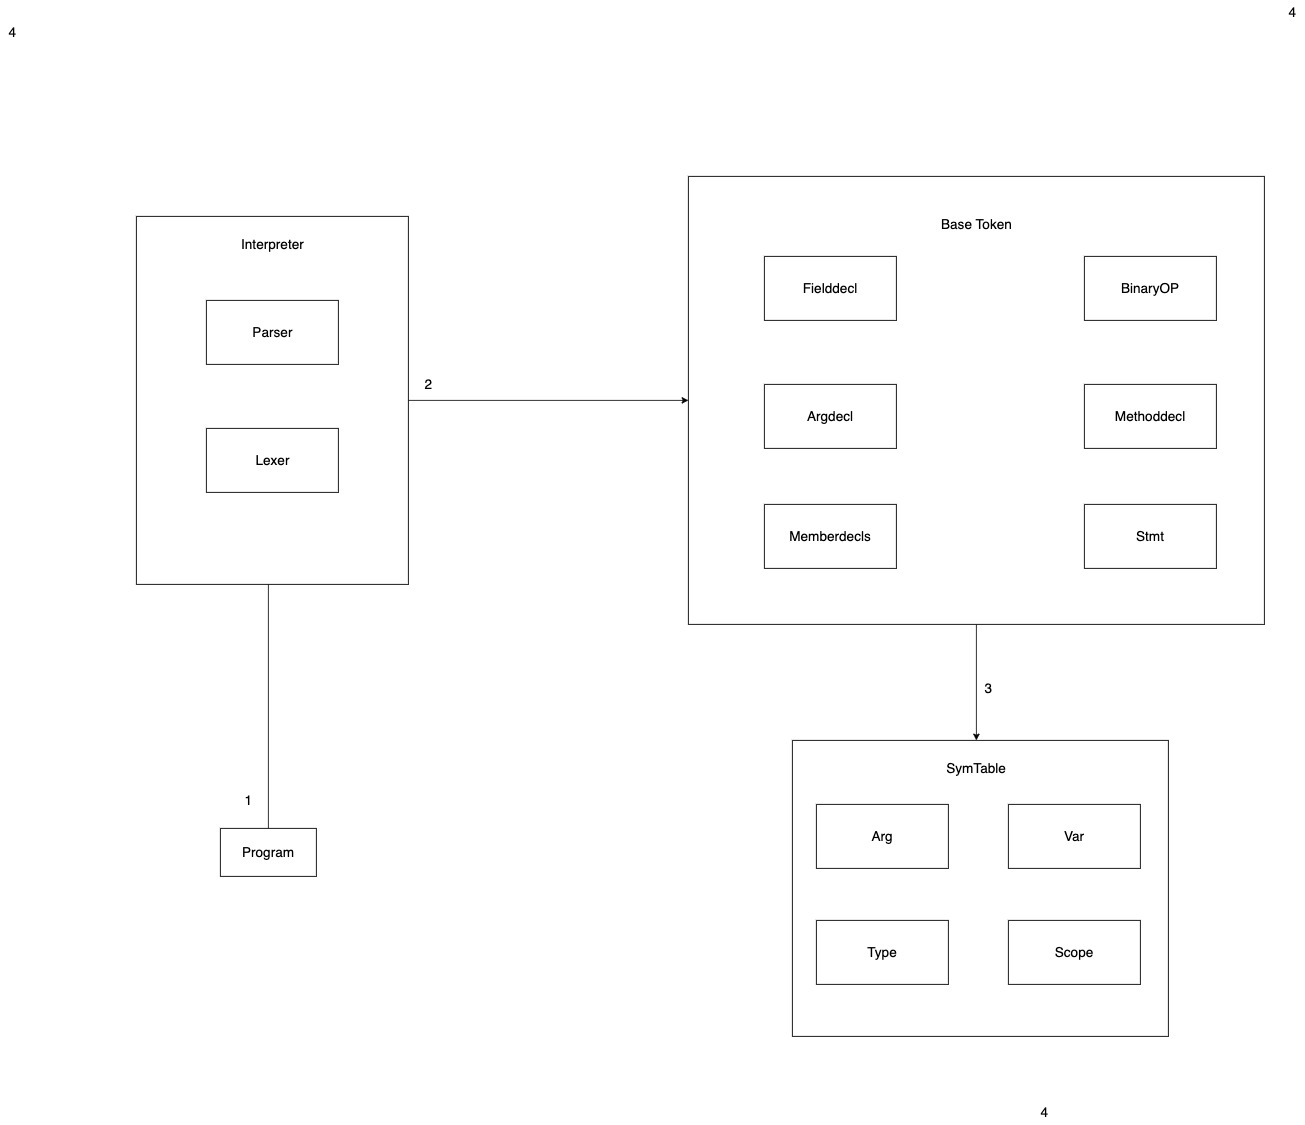 4
4
Interpreter
Parser
Lexer
2
Base Token
Fielddecl
BinaryOP
Argdecl
Methoddecl
Memberdecls
Stmt
3
1
Program
SymTable
Arg
Var
Type
Scope
4